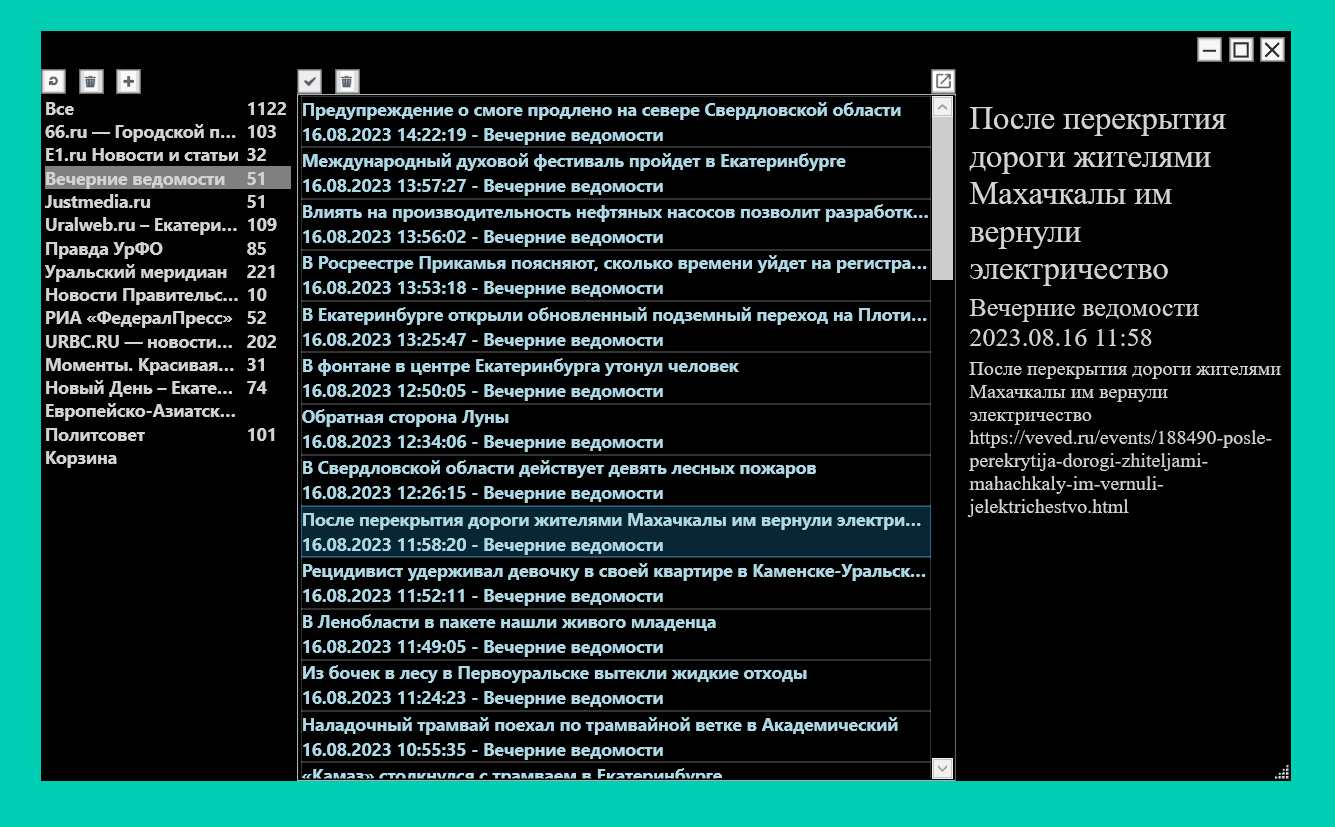 Все 1122
66.ru — Городской п... 103
E1.ru Новости и статьи 32
Вечерние ведомости 51
Justmedia.ru 51
Uralweb.ru – Екатери... 109
Правда УрФО 85
Уральский меридиан 221
Новости Правительс... 10
РИА «ФедералПресс» 52
URBC.RU — новости... 202
Моменты. Красивая... 31
Новый День – Екате... 74
Европейско-Азиатск...
Политсовет 101
Корзина
Предупреждение о смоге продлено на севере Свердловской области
16.08.2023 14:22:19 - Вечерние ведомости
Международный духовой фестиваль пройдет в Екатеринбурге
16.08.2023 13:57:27 - Вечерние ведомости
Влиять на производительность нефтяных насосов позволит разработк...
16.08.2023 13:56:02 - Вечерние ведомости
В Росреестре Прикамья поясняют, сколько времени уйдет на регистра...
16.08.2023 13:53:18 - Вечерние ведомости
В Екатеринбурге открыли обновленный подземный переход на Плоти...
16.08.2023 13:25:47 - Вечерние ведомости
В фонтане в центре Екатеринбурга утонул человек
16.08.2023 12:50:05 - Вечерние ведомости
Обратная сторона Луны
16.08.2023 12:34:06 - Вечерние ведомости
В Свердловской области действует девять лесных пожаров
16.08.2023 12:26:15 - Вечерние ведомости
После перекрытия дороги жителями Махачкалы им вернули электри...
16.08.2023 11:58:20 - Вечерние ведомости
Рецидивист удерживал девочку в своей квартире в Каменске-Уральск...
16.08.2023 11:52:11 - Вечерние ведомости
В Ленобласти в пакете нашли живого младенца
16.08.2023 11:49:05 - Вечерние ведомости
Из бочек в лесу в Первоуральске вытекли жидкие отходы
16.08.2023 11:24:23 - Вечерние ведомости
Наладочный трамвай поехал по трамвайной ветке в Академический
16.08.2023 10:55:35 - Вечерние ведомости
«Камаз» столкнулся с трамваем в Екатеринбурге
После перекрытия
дороги жителями
Махачкалы им
вернули
электричество
Вечерние ведомости
2023.08.16 11:58
После перекрытия дороги жителями
Махачкалы им вернули
электричество
https://veved.ru/events/188490-posle-
perekrytija-dorogi-zhiteljami-
mahachkaly-im-vernuli-
jelektrichestvo.html